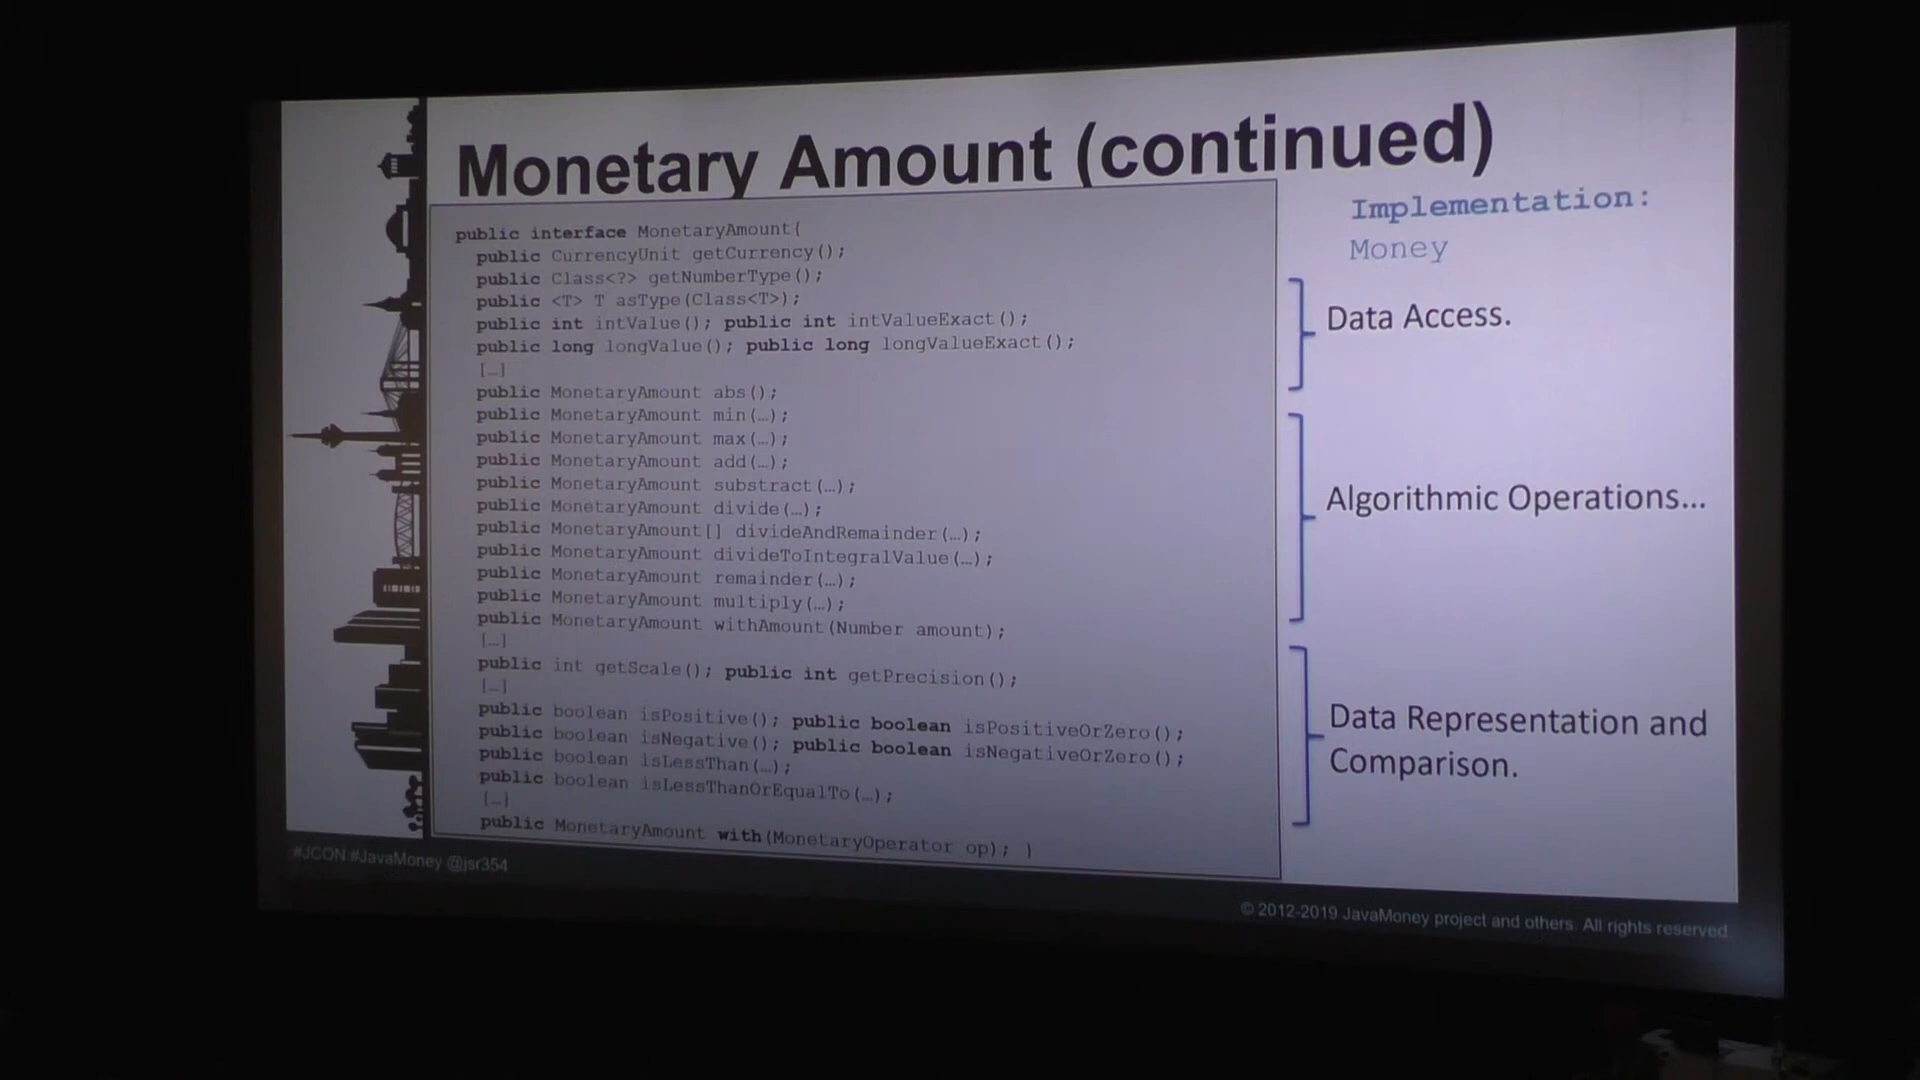 Monetary Amount (continued)
public interface MonetaryAmount{
public CurrencyUnit getCurrency();
public Class<?> getNumberType();
public <T> T asType(Class<T>);
public int intValue(); public int intValueExact();
public long longValue(); public long longValueExact();
[…]
public MonetaryAmount abs();
public MonetaryAmount min(…);
public MonetaryAmount max(…);
public MonetaryAmount add(…);
public MonetaryAmount substract(…);
public MonetaryAmount divide(…);
public MonetaryAmount[] divideAndRemainder(…);
public MonetaryAmount divideToIntegralValue(…);
public MonetaryAmount remainder(…);
public MonetaryAmount multiply(…);
public MonetaryAmount withAmount(Number amount);
[…]
public int getScale(); public int getPrecision();
[…]
public boolean isPositive(); public boolean isPositiveOrZero();
public boolean isNegative(); public boolean isNegativeOrZero();
public boolean isLessThan(…);
public boolean isLessThanOrEqualTo(…);
[…]
public MonetaryAmount with(MonetaryOperator op); }
Implementation:
Money
Data Access.
Algorithmic Operations…
Data Representation and
Comparison.
#JCON #JavaMoney @jsr354
© 2012-2019 JavaMoney project and others. All rights reserved